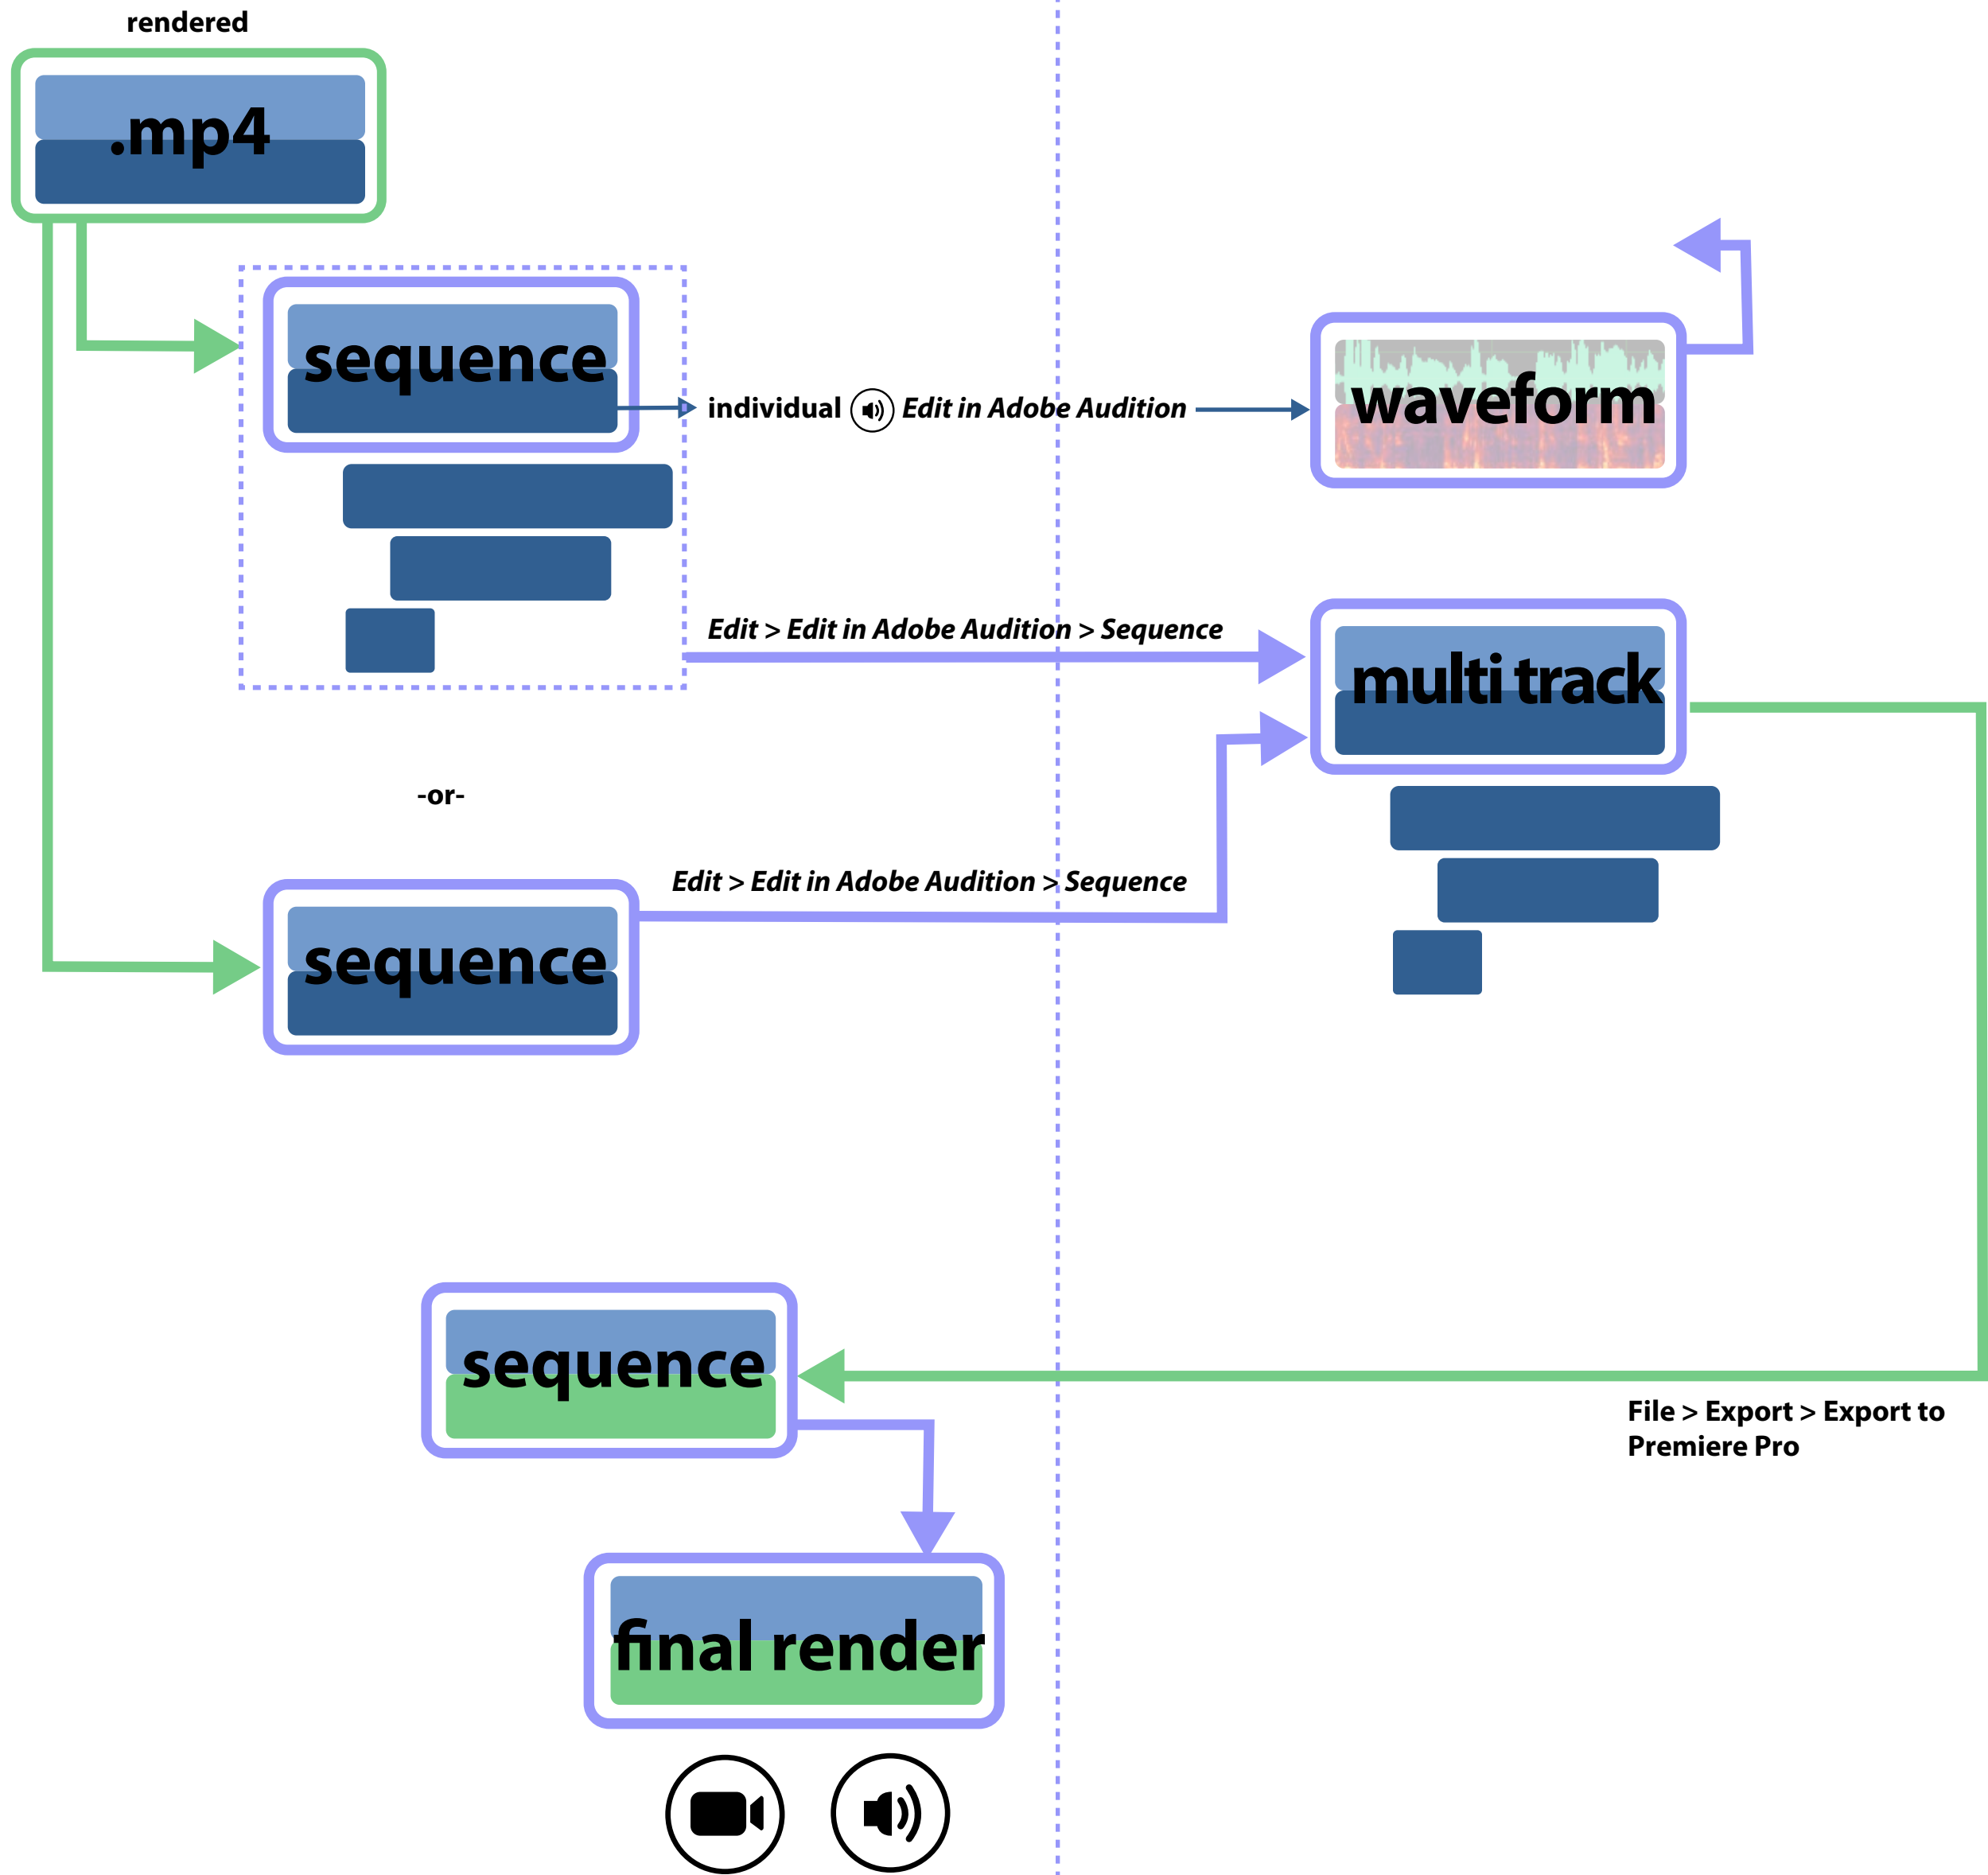 rendered
.mp4
sequence
individual Edit in Adobe Audition
waveform
Edit > Edit in Adobe Audition > Sequence
multi track
-or-
Edit > Edit in Adobe Audition > Sequence
sequence
sequence
File > Export > Export to
Premiere Pro
final render